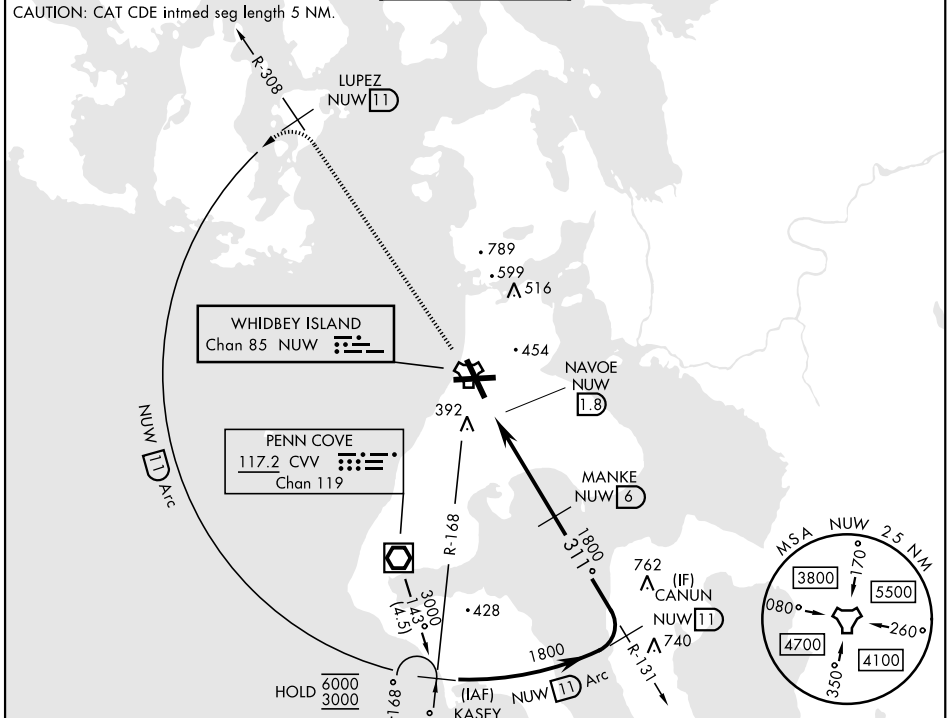 CAUTION: CAT CDE intmed seg length 5 NM.
R-308
LUPEZ
NUW 11
789
599
516
WHIDBEY ISLAND
Chan 85 NUW
454
NAVOE
NUW
1.8
392
NUW 11 Arc
PENN COVE
117.2 CVV
Chan 119
R-168
MANKE
NUW 6
1800
311°
MSA NUW 25 NM
170°
3800
5500
080°
260°
4700
4100
350°
762
(IF)
CANUN
NUW 11
740
R-131
3000
143°
(4.5)
428
1800
HOLD 6000
3000
168°
(IAF)
KASEY
NUW 11 Arc